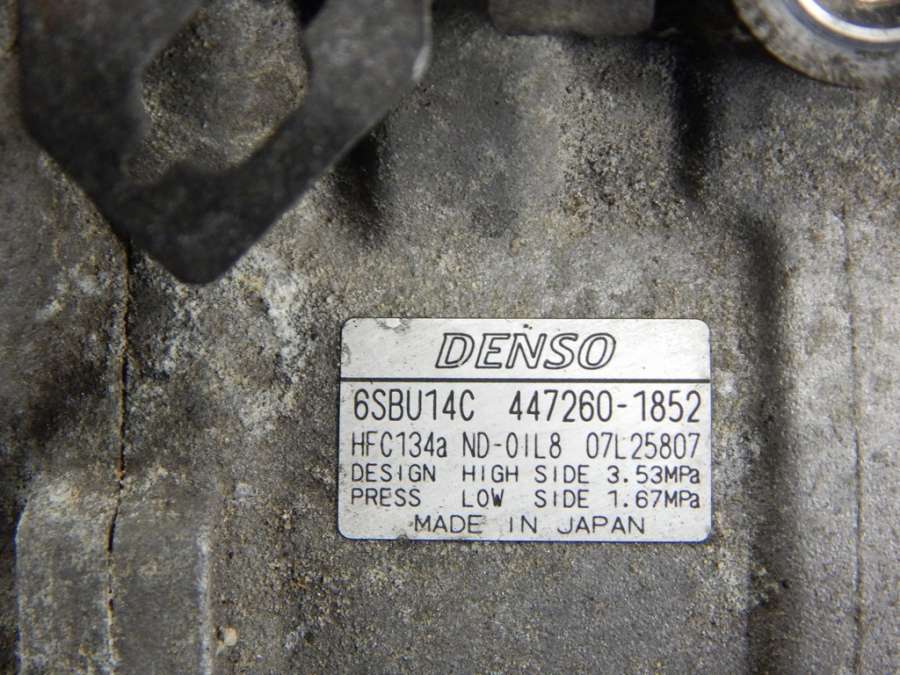 DENSO
6SBU14C 447260-1852
HFC134a ND-OIL8 07L25807
DESIGN HIGH SIDE 3.53MPa
PRESS LOW SIDE 1.67MPa
MADE IN JAPAN